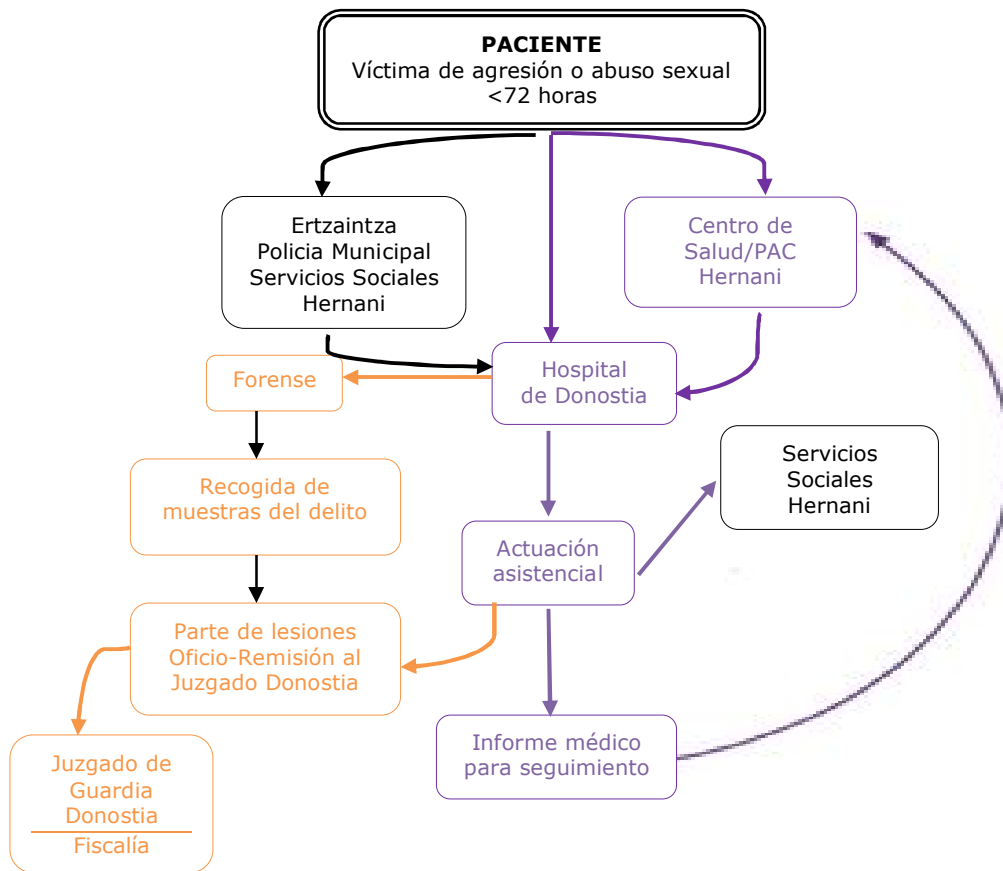 PACIENTE
Víctima de agresión o abuso sexual
<72 horas
Ertzaintza
Policia Municipal
Servicios Sociales
Hernani
Centro de
Salud/PAC
Hernani
Forense
Hospital
de Donostia
Recogida de
muestras del delito
Servicios
Sociales
Hernani
Actuación
asistencial
Parte de lesiones
Oficio-Remisión al
Juzgado Donostia
Informe médico
para seguimiento
Juzgado de
Guardia
Donostia
Fiscalía